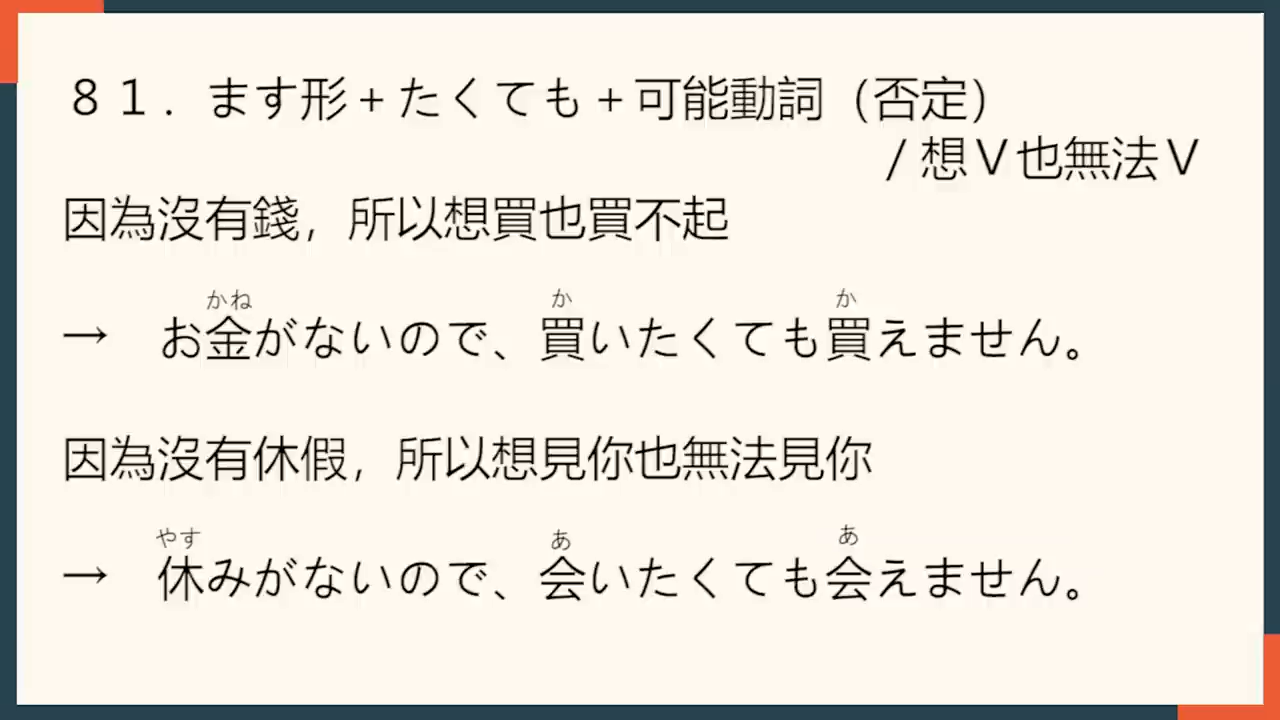 ８１．ます形＋たくても＋可能動詞（否定）
/ 想Ｖ也無法Ｖ
因為沒有錢，所以想買也買不起
かね か か
→ お金がないので、買いたくても買えません。
因為沒有休假，所以想見你也無法見你
やす あ あ
→ 休みがないので、会いたくても会えません。